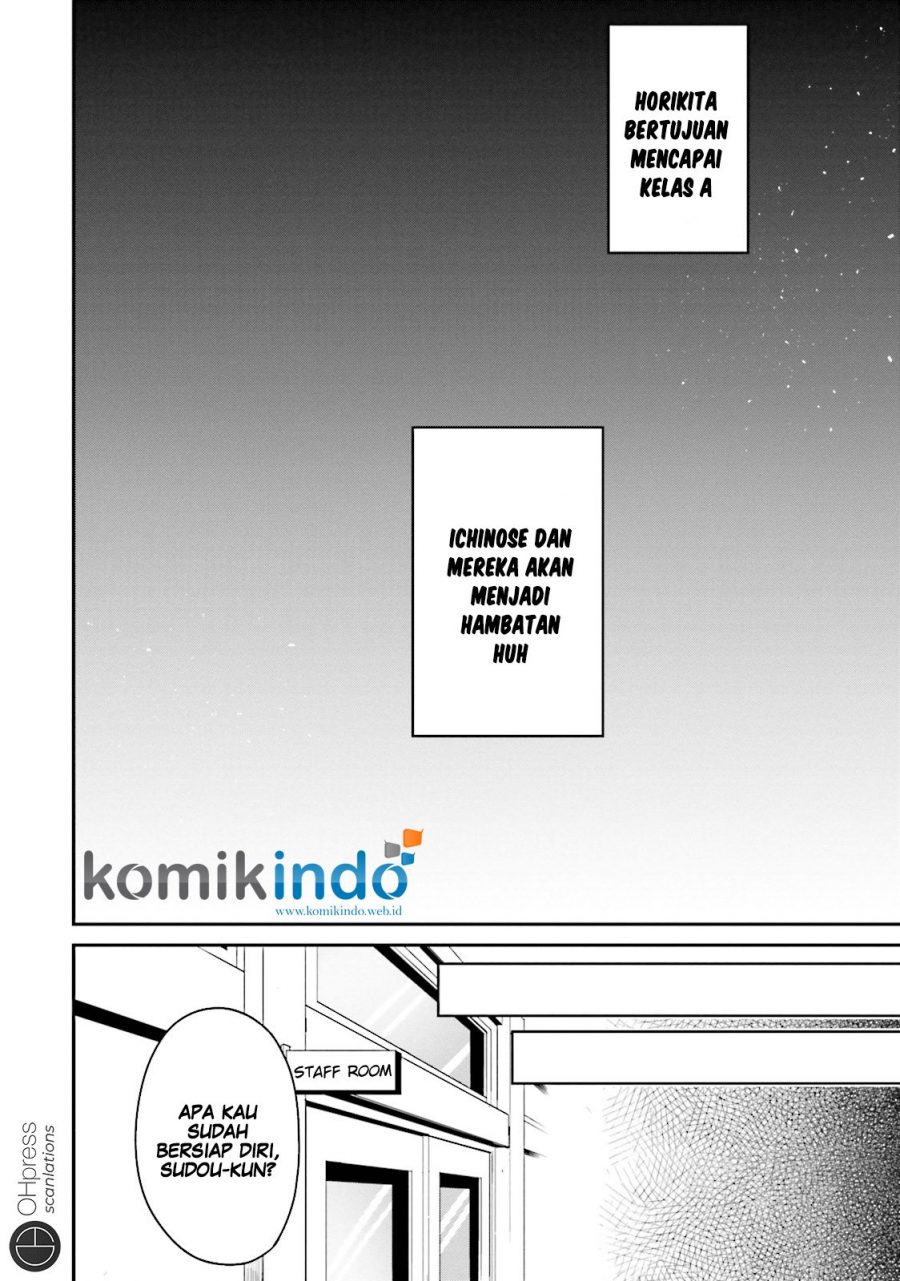 HORIKITA
BERTUJUAN
MENCAPAI
KELAS A
ICHINOSE DAN
MEREKA AKAN
MENJADI
HAMBATAN
HUH
komikindo
www.komikindo.web.id
STAFF ROOM
APA KAU
SUDAH
BERSIAP DIRI,
SUDOU-KUN?
OHpress
scanlations